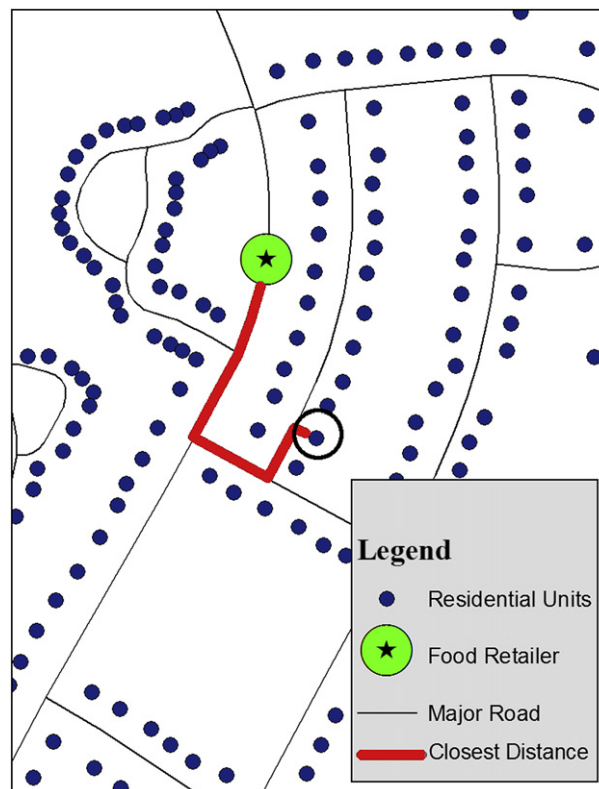 Legend
Residential Units
Food Retailer
Major Road
Closest Distance